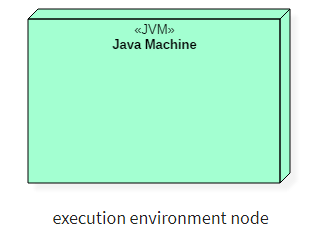 «JVM»
Java Machine
execution environment node